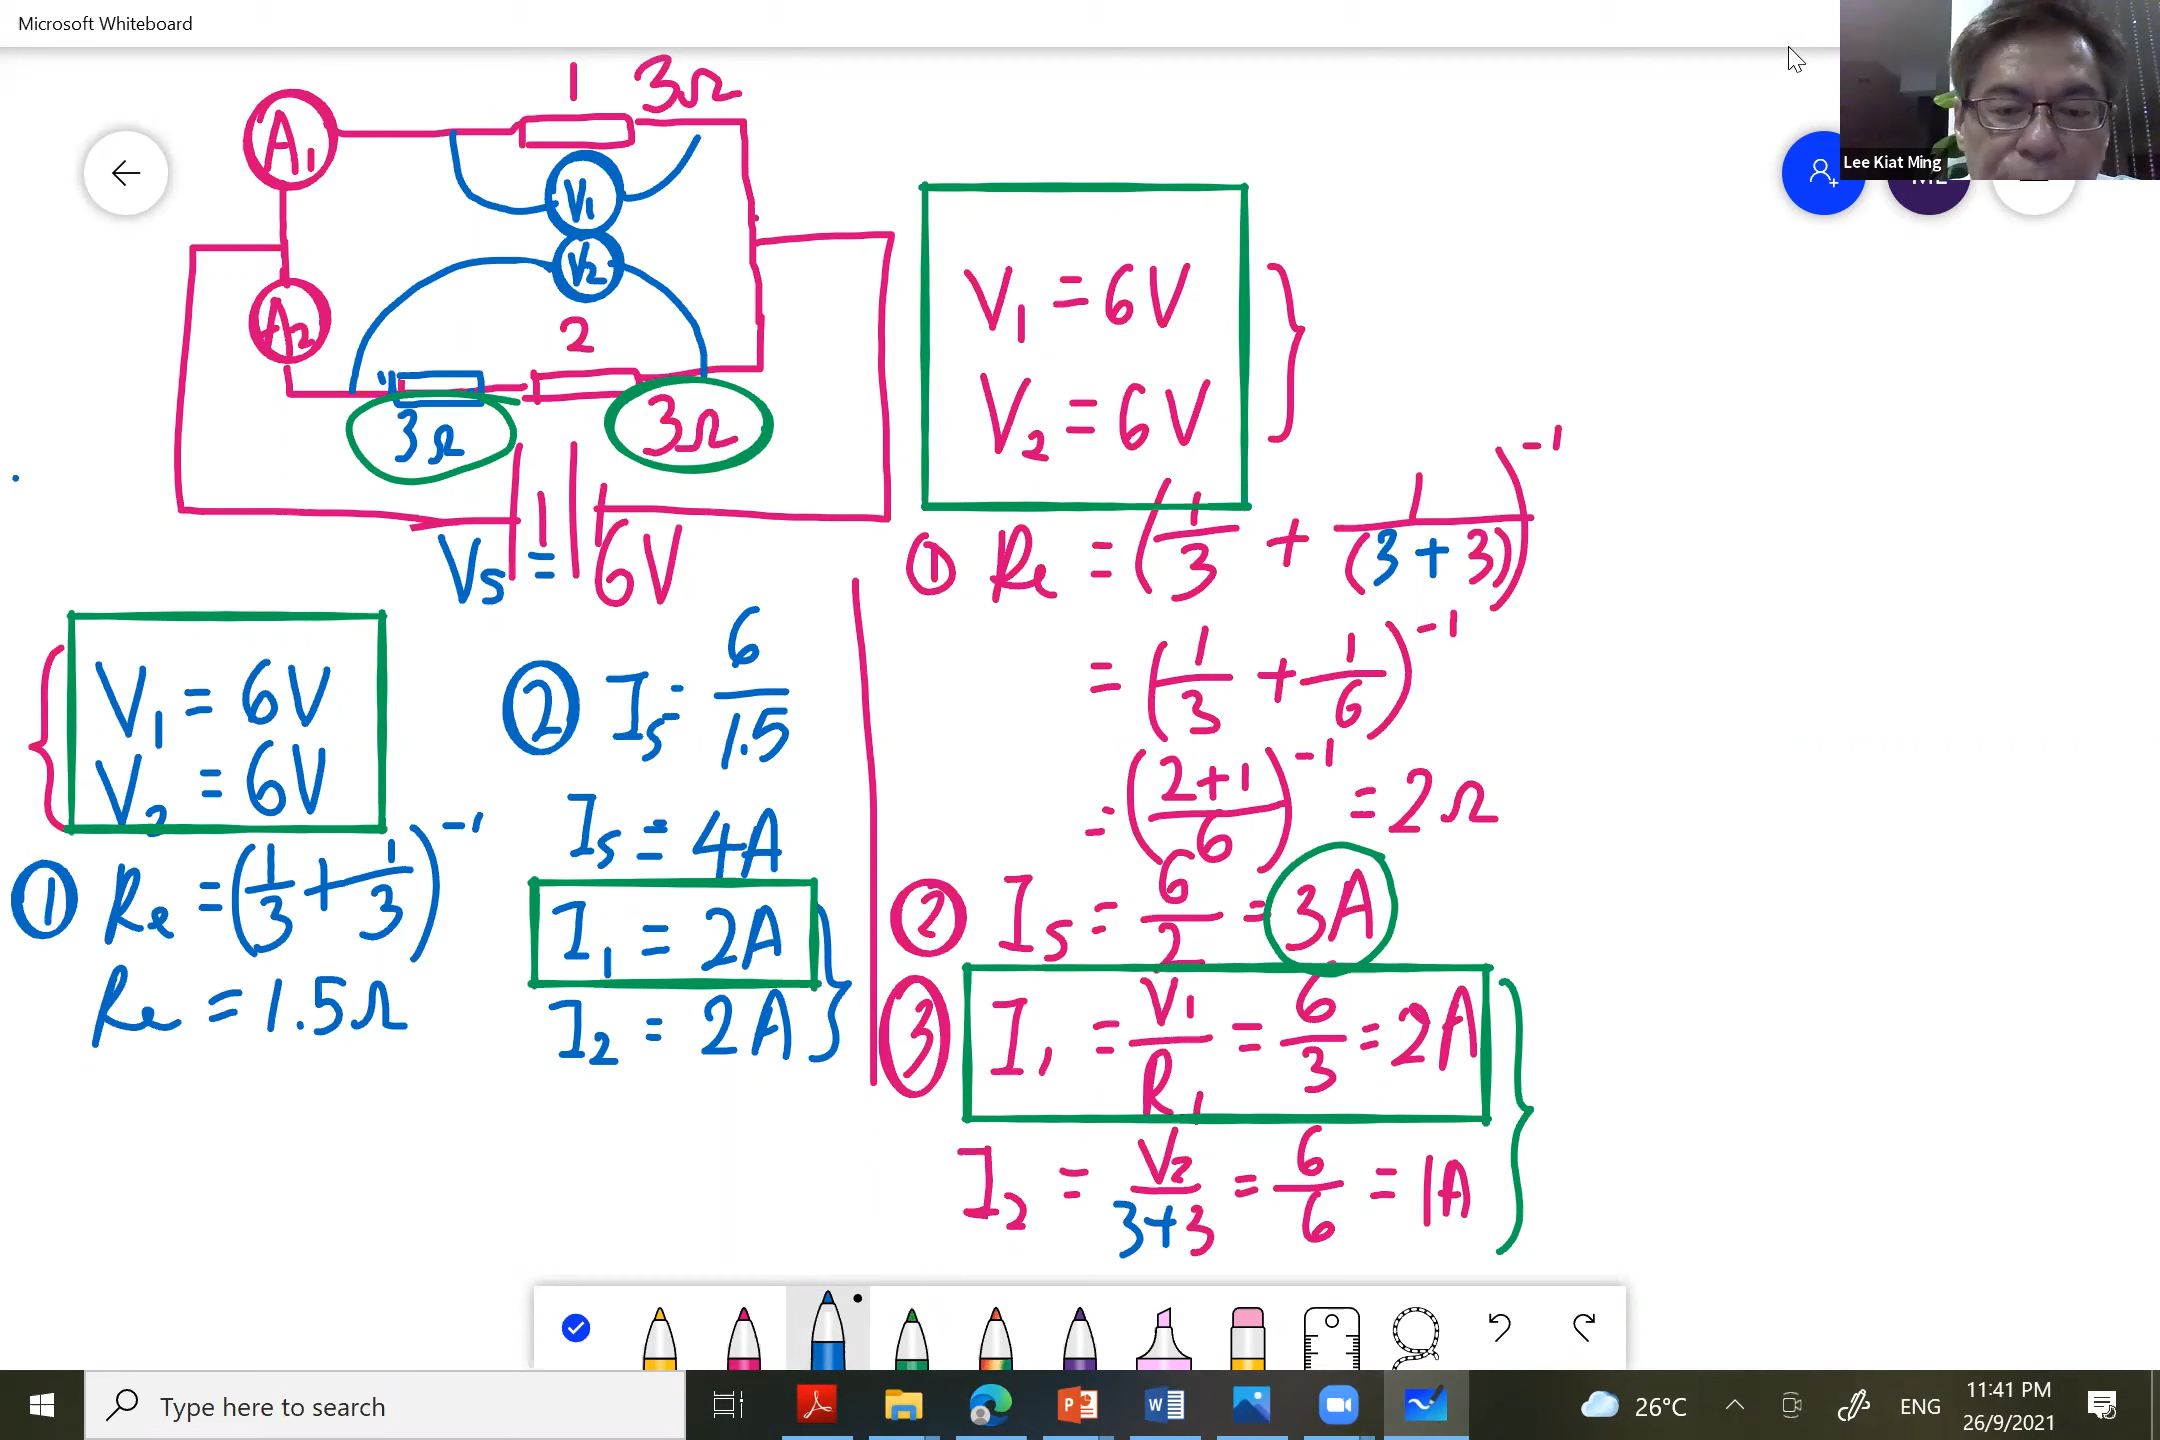 Microsoft Whiteboard
Lee Kiat Ming
1 3Ω
A1
V1
V2
A2
2
3Ω 3Ω
Vs = 6V
V1 = 6V
V2 = 6V
① Re = (1/3 + 1/(3 + 3))^-1
= (1/3 + 1/6)^-1
= ((2+1)/6)^-1 = 2Ω
② Is = 6/2 = 3A
③ I1 = V1/R1 = 6/3 = 2A
I2 = V2/(3+3) = 6/6 = 1A
V1 = 6V
V2 = 6V
① Re = (1/3 + 1/3)^-1
Re = 1.5Ω
② Is = 6/1.5
Is = 4A
I1 = 2A
I2 = 2A
Type here to search
26°C
ENG
11:41 PM
26/9/2021